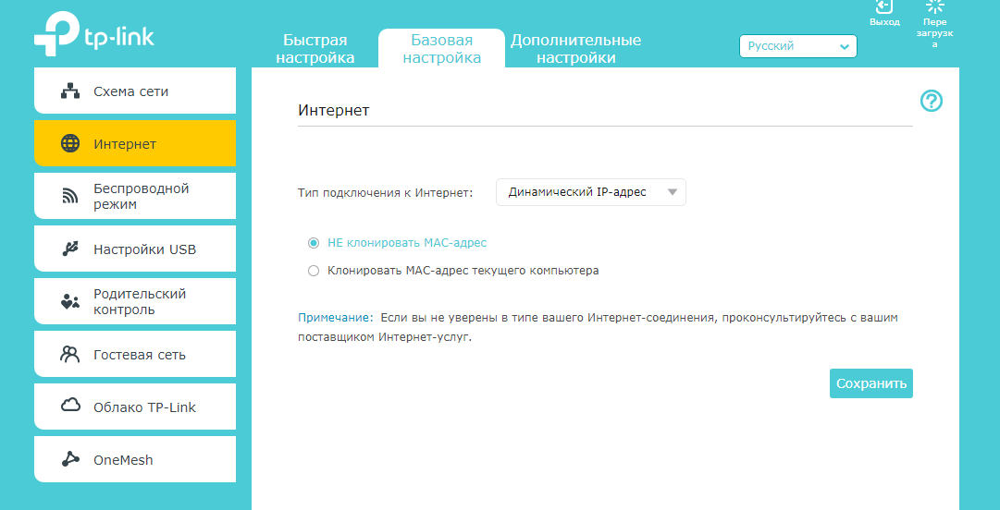 tp-link
Быстрая
настройка
Базовая
настройка
Дополнительные
настройки
Русский
Выход
Пере
загрузк
а
Схема сети
Интернет
Беспроводной
режим
Настройки USB
Родительский
контроль
Гостевая сеть
Облако TP-Link
OneMesh
Интернет
?
Тип подключения к Интернет:
Динамический IP-адрес
НЕ клонировать MAC-адрес
Клонировать MAC-адрес текущего компьютера
Примечание: Если вы не уверены в типе вашего Интернет-соединения, проконсультируйтесь с вашим
поставщиком Интернет-услуг.
Сохранить